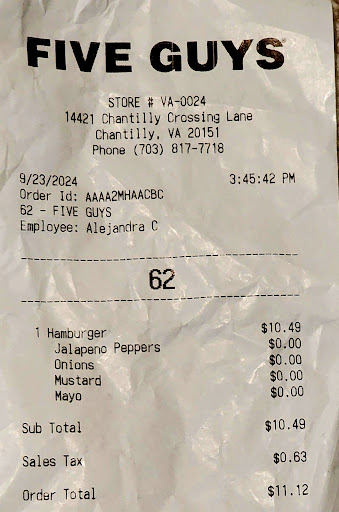 FIVE GUYS
STORE # VA-0024
14421 Chantilly Crossing Lane
Chantilly, VA 20151
Phone (703) 817-7718
9/23/2024 3:45:42 PM
Order Id: AAAA2MHAACBC
62 - FIVE GUYS
Employee: Alejandra C
62
1 Hamburger $10.49
Jalapeno Peppers $0.00
Onions $0.00
Mustard $0.00
Mayo $0.00
Sub Total $10.49
Sales Tax $0.63
Order Total $11.12